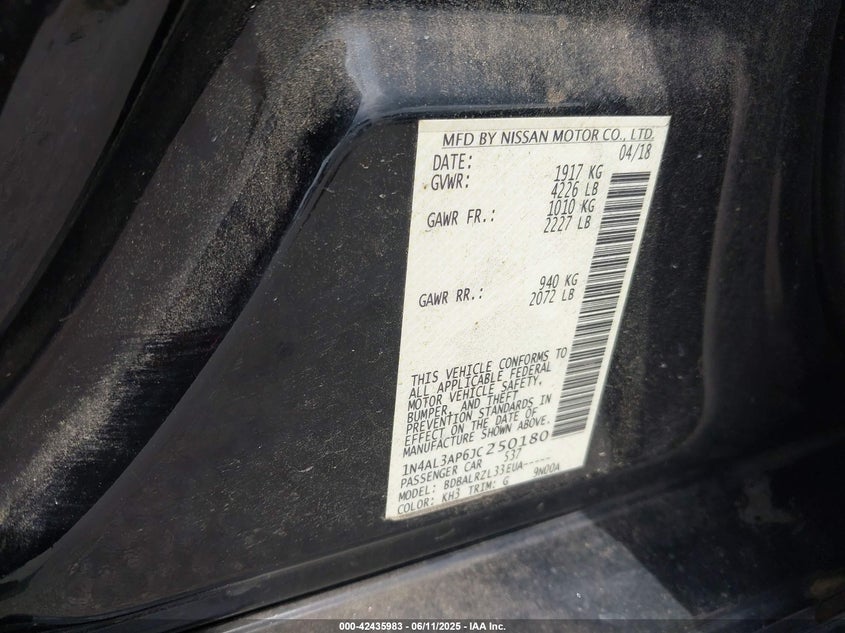 MFD BY NISSAN MOTOR CO., LTD.
DATE: 04/18
GVWR: 1917 KG
4226 LB
GAWR FR.: 1010 KG
2227 LB
GAWR RR.: 940 KG
2072 LB
THIS VEHICLE CONFORMS TO
ALL APPLICABLE FEDERAL
MOTOR VEHICLE SAFETY,
BUMPER, AND THEFT
PREVENTION STANDARDS IN
EFFECT ON THE DATE OF
MANUFACTURE SHOWN ABOVE.
1N4AL3AP6JC250180
PASSENGER CAR 537
MODEL: BDBALRZL33EUA-----
COLOR: KH3 TRIM: G 9N00A
000-42435983 / 06/11/2025 - IAA Inc.